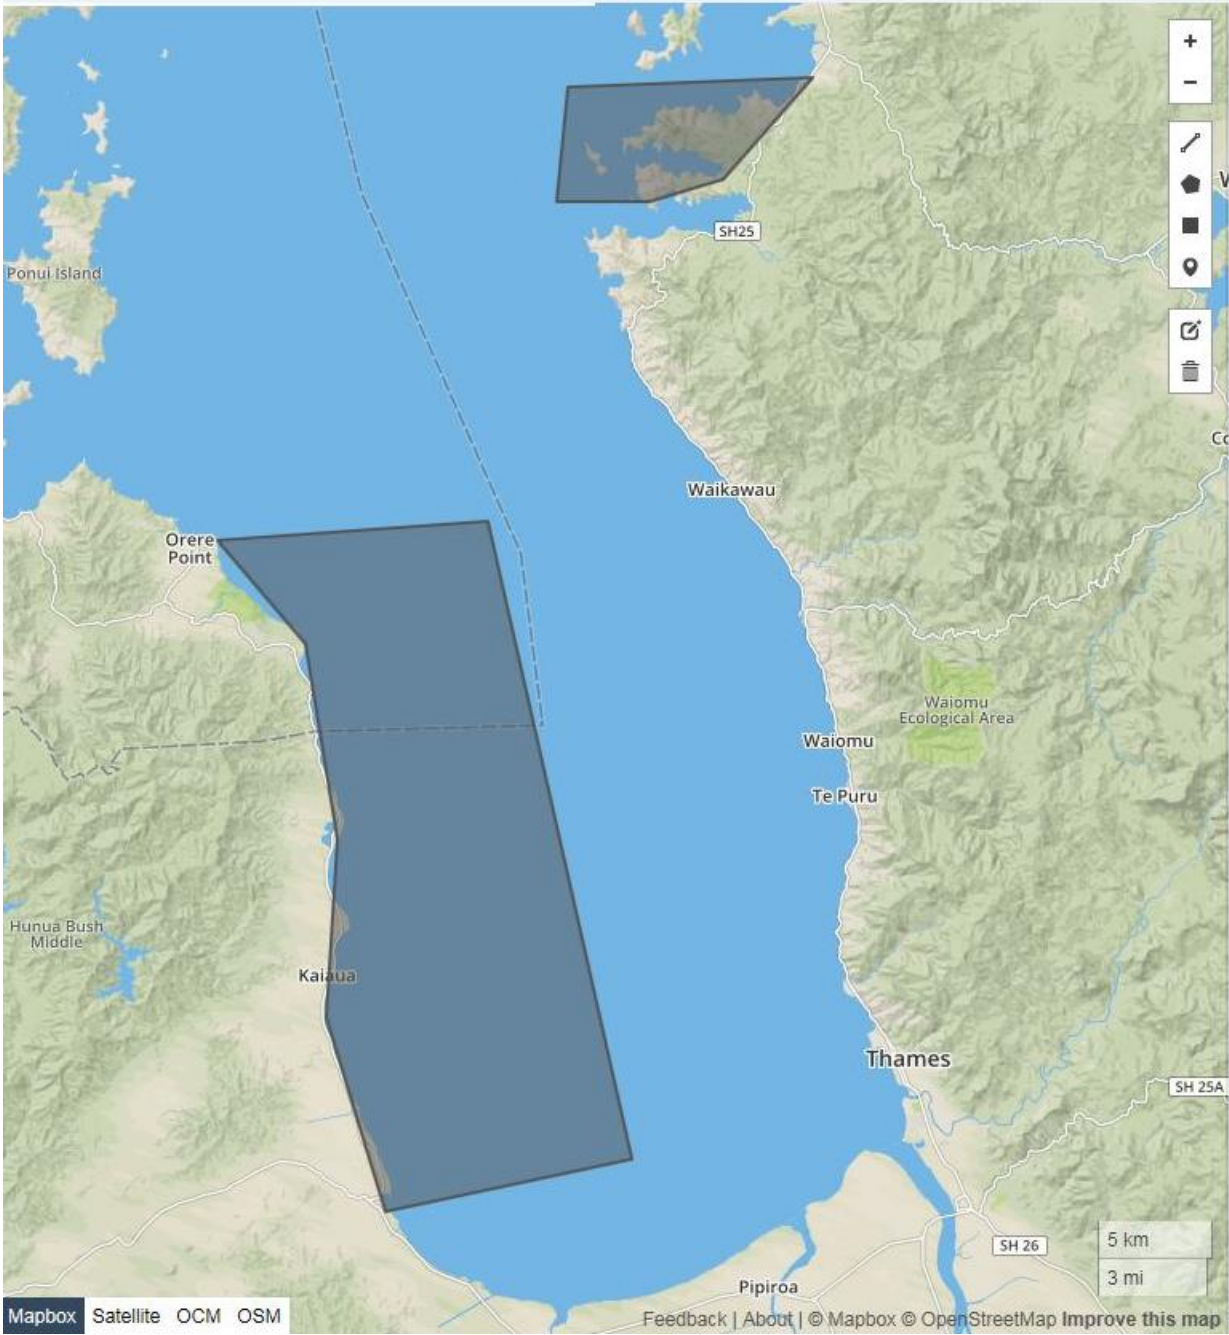 +
−
W
SH25
Ponui Island
Co
Waikawau
Orere
Point
Waiomu
Ecological Area
Waiomu
Te Puru
Hunua Bush
Middle
Kaiaua
Thames
SH 25A
5 km
SH 26
3 mi
Pipiroa
Mapbox Satellite OCM OSM
Feedback | About | © Mapbox © OpenStreetMap Improve this map